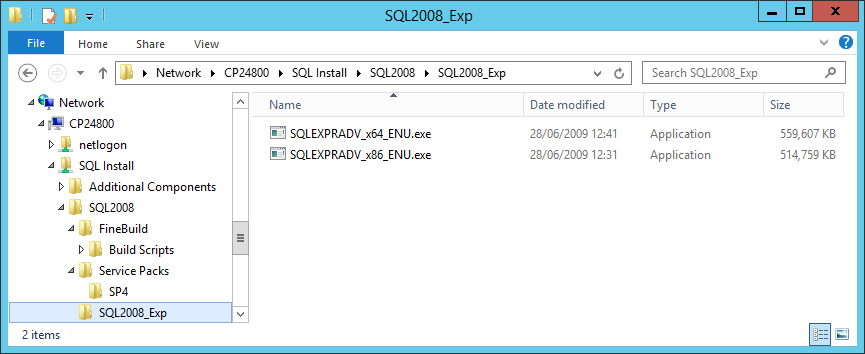 SQL2008_Exp
File Home Share View
Network CP24800 SQL Install SQL2008 SQL2008_Exp
Search SQL2008_Exp
Network
CP24800
netlogon
SQL Install
Additional Components
SQL2008
FineBuild
Build Scripts
Service Packs
SP4
SQL2008_Exp
Name Date modified Type Size
SQLEXPRADV_x64_ENU.exe 28/06/2009 12:41 Application 559,607 KB
SQLEXPRADV_x86_ENU.exe 28/06/2009 12:31 Application 514,759 KB
2 items